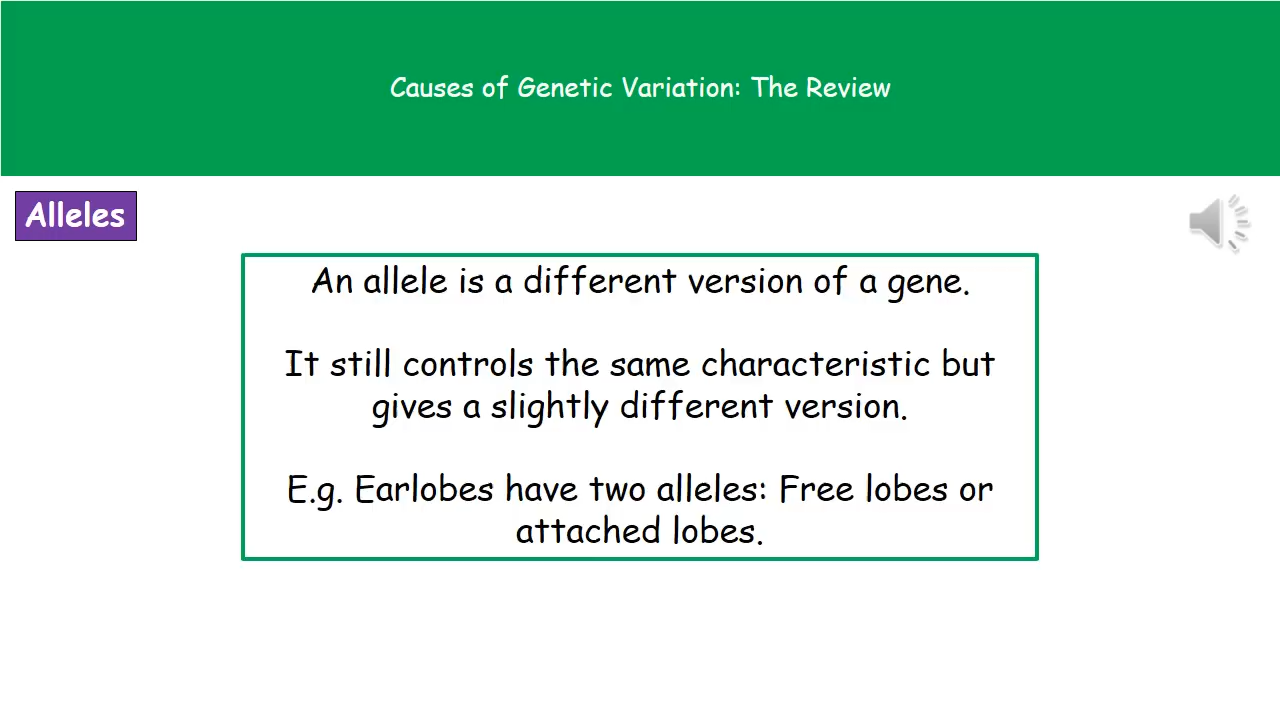 Causes of Genetic Variation: The Review
Alleles
An allele is a different version of a gene.
It still controls the same characteristic but
gives a slightly different version.
E.g. Earlobes have two alleles: Free lobes or
attached lobes.